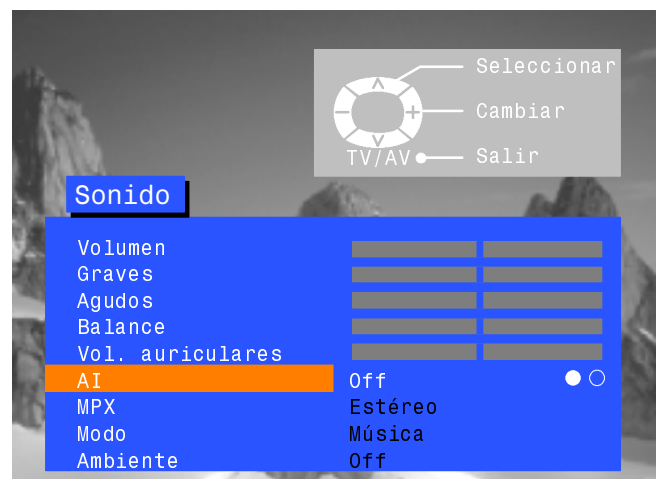 Seleccionar
Cambiar
TV/AV Salir
Sonido
Volumen
Graves
Agudos
Balance
Vol. auriculares
AI Off
MPX Estéreo
Modo Música
Ambiente Off